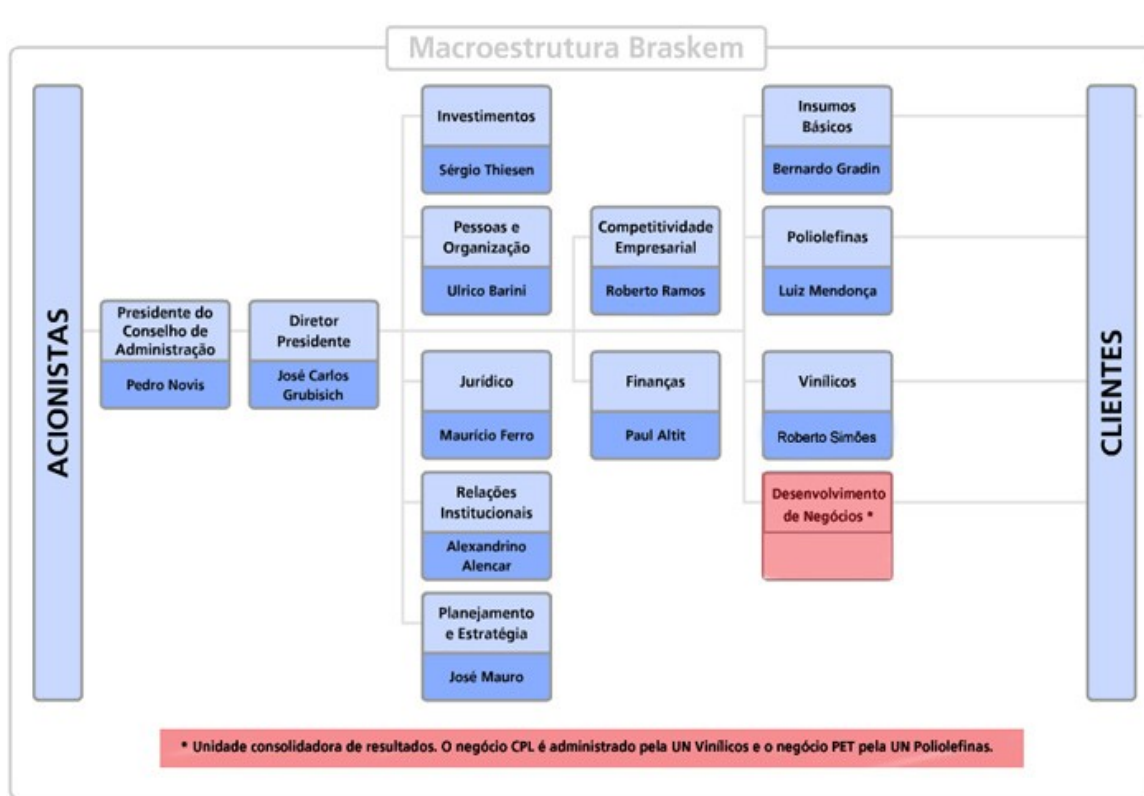 Macroestrutura Braskem
ACIONISTAS
Presidente do
Conselho de
Administração
Pedro Novis
Diretor
Presidente
José Carlos
Grubisich
Investimentos
Sérgio Thiesen
Pessoas e
Organização
Ulrico Barini
Jurídico
Maurício Ferro
Relações
Institucionais
Alexandrino
Alencar
Planejamento
e Estratégia
José Mauro
Competitividade
Empresarial
Roberto Ramos
Finanças
Paul Altit
Insumos
Básicos
Bernardo Gradin
Poliolefinas
Luiz Mendonça
Vinílicos
Roberto Simões
Desenvolvimento
de Negócios *
CLIENTES
* Unidade consolidadora de resultados. O negócio CPL é administrado pela UN Vinílicos e o negócio PET pela UN Poliolefinas.